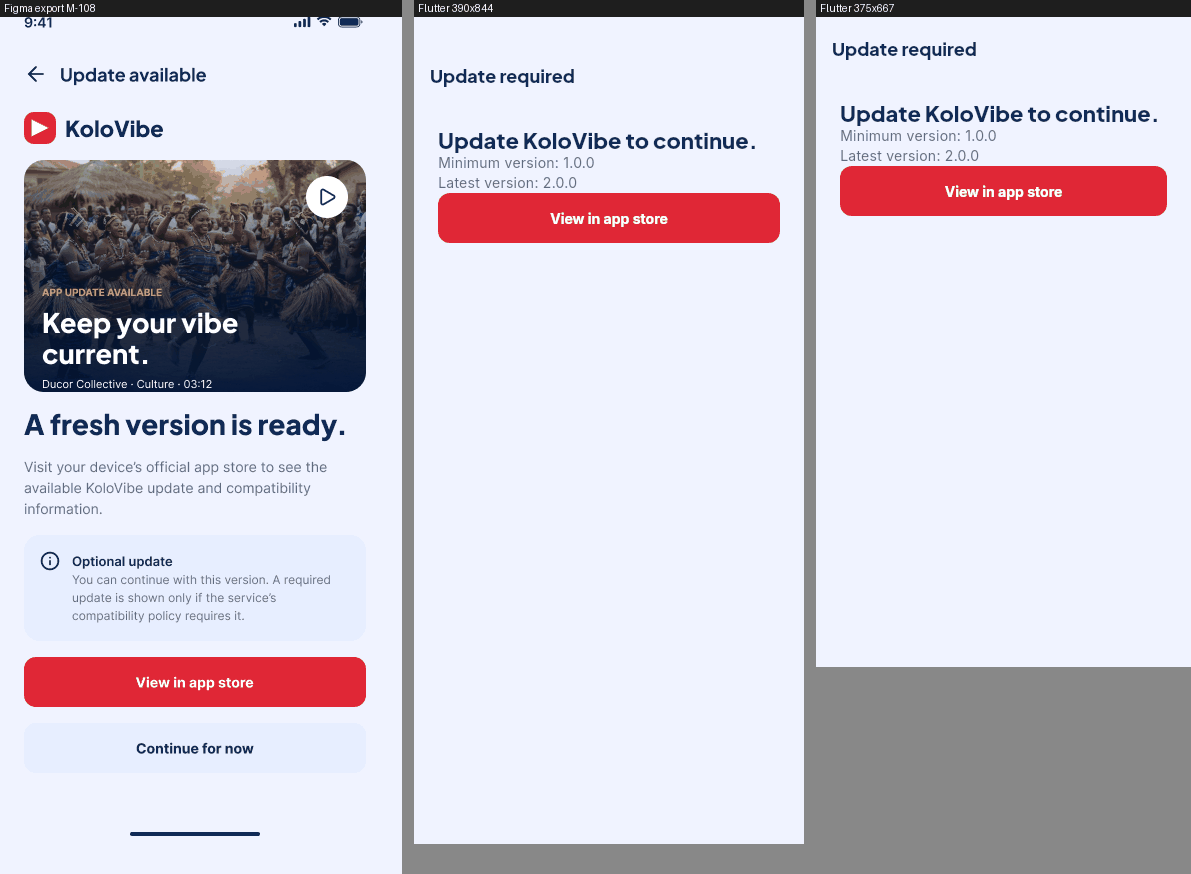 Figma export M-108
9:41
Update available
KoloVibe
APP UPDATE AVAILABLE
Keep your vibe
current.
Ducor Collective · Culture · 03:12
A fresh version is ready.
Visit your device’s official app store to see the
available KoloVibe update and compatibility
information.
Optional update
You can continue with this version. A required
update is shown only if the service’s
compatibility policy requires it.
View in app store
Continue for now
Flutter 390x844
Update required
Update KoloVibe to continue.
Minimum version: 1.0.0
Latest version: 2.0.0
View in app store
Flutter 375x667
Update required
Update KoloVibe to continue.
Minimum version: 1.0.0
Latest version: 2.0.0
View in app store